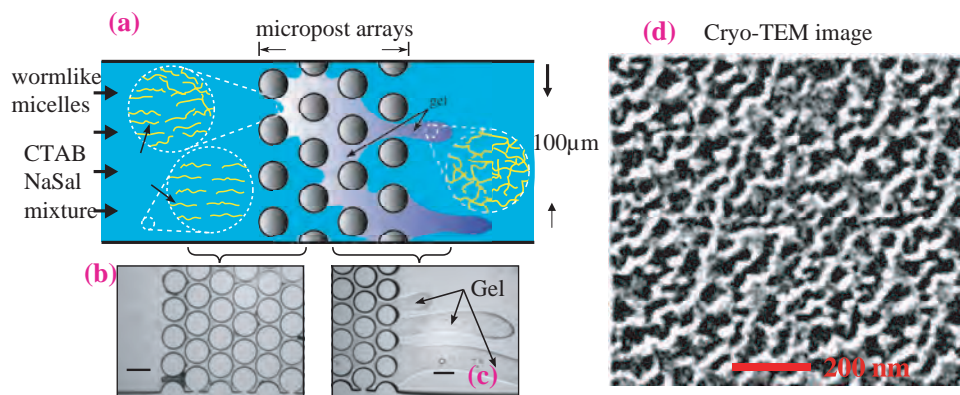 (a)
micropost arrays
wormlike
micelles
CTAB
NaSal
mixture
gel
100µm
(b)
Gel
(c)
(d) Cryo-TEM image
200 nm